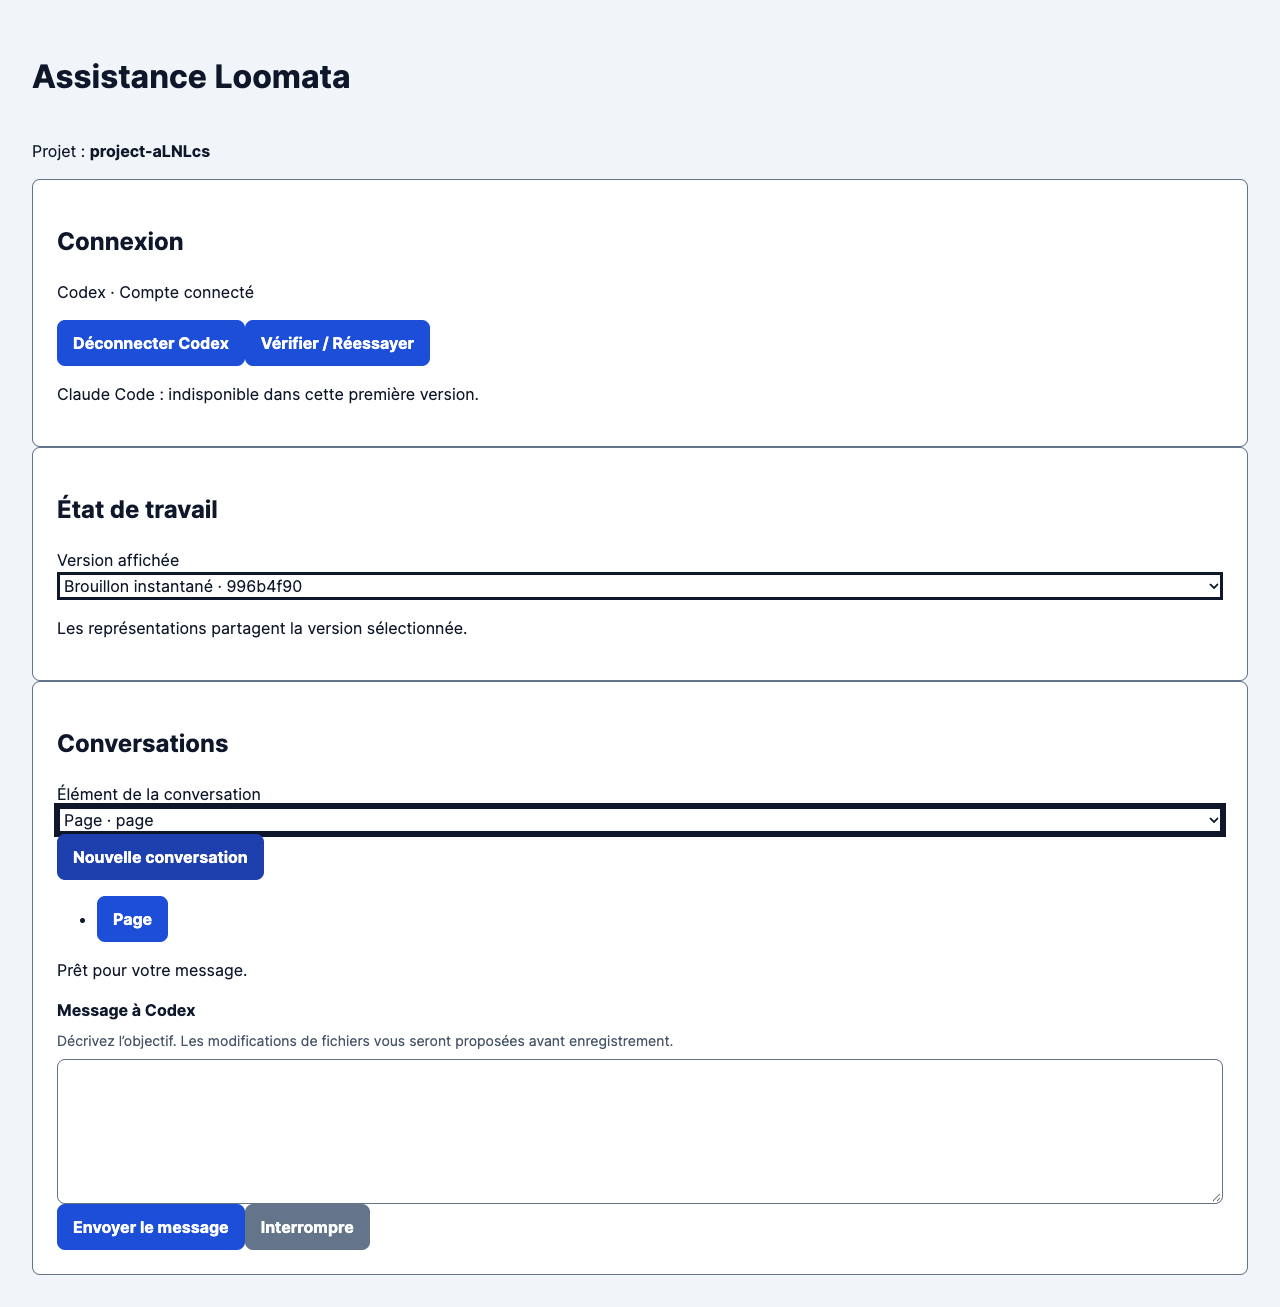 Assistance Loomata
Projet : project-aLNLcs
Connexion
Codex · Compte connecté
Déconnecter Codex Vérifier / Réessayer
Claude Code : indisponible dans cette première version.
État de travail
Version affichée
Brouillon instantané · 996b4f90
Les représentations partagent la version sélectionnée.
Conversations
Élément de la conversation
Page · page
Nouvelle conversation
Page
Prêt pour votre message.
Message à Codex
Décrivez l’objectif. Les modifications de fichiers vous seront proposées avant enregistrement.
Envoyer le message Interrompre